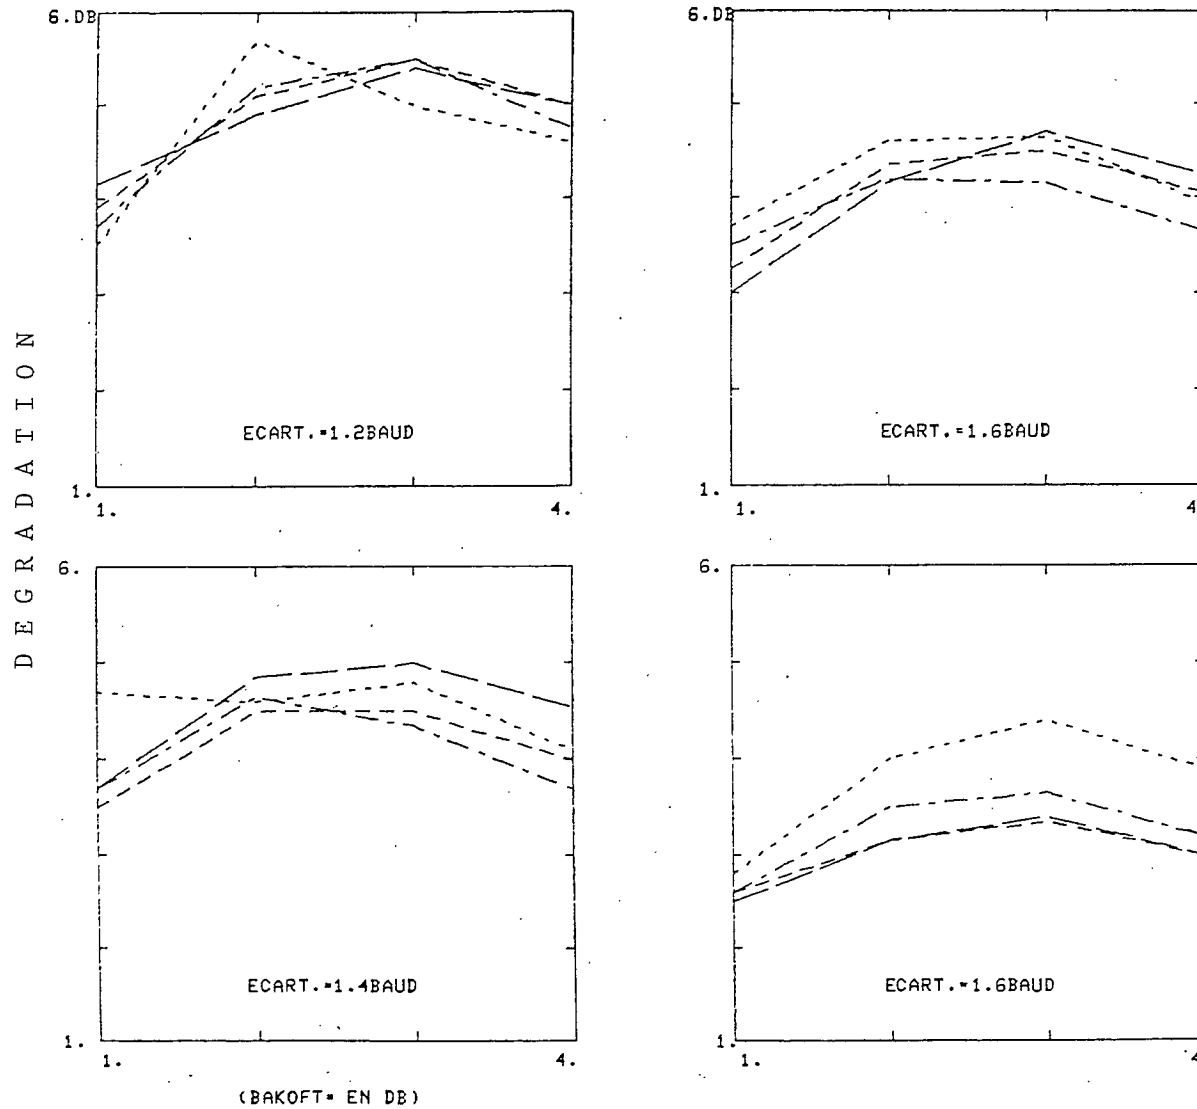 DEGRADATION
6.DB
ECART.=1.2BAUD
1.
1.
4.
6.DB
ECART.=1.6BAUD
1.
1.
4
6.
ECART.=1.4BAUD
1.
1.
4.
(BAKOFT= EN DB)
6.
ECART.=1.6BAUD
1.
1.
4